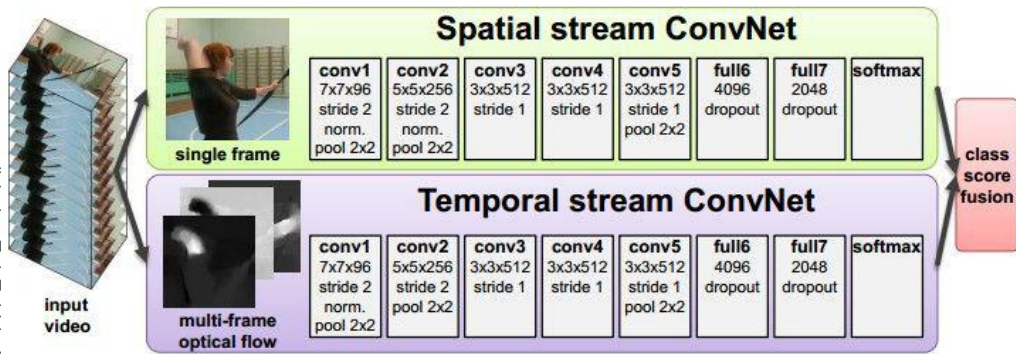 Spatial stream ConvNet
conv1
7x7x96
stride 2
norm.
pool 2x2
conv2
5x5x256
stride 2
norm.
pool 2x2
conv3
3x3x512
stride 1
conv4
3x3x512
stride 1
conv5
3x3x512
stride 1
pool 2x2
full6
4096
dropout
full7
2048
dropout
softmax
single frame
Temporal stream ConvNet
conv1
7x7x96
stride 2
norm.
pool 2x2
conv2
5x5x256
stride 2
pool 2x2
conv3
3x3x512
stride 1
conv4
3x3x512
stride 1
conv5
3x3x512
stride 1
pool 2x2
full6
4096
dropout
full7
2048
dropout
softmax
multi-frame
optical flow
input
video
class
score
fusion